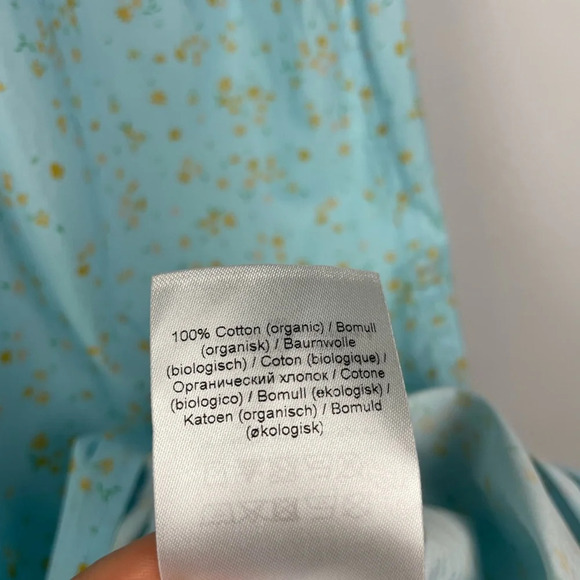 100% Cotton (organic) / Bomull
(organisk) / Baumwolle
(biologisch) / Coton (biologique) /
Органический хлопок / Cotone
(biologico) / Bomull (ekologisk) /
Katoen (organisch) / Bomuld
(økologisk)